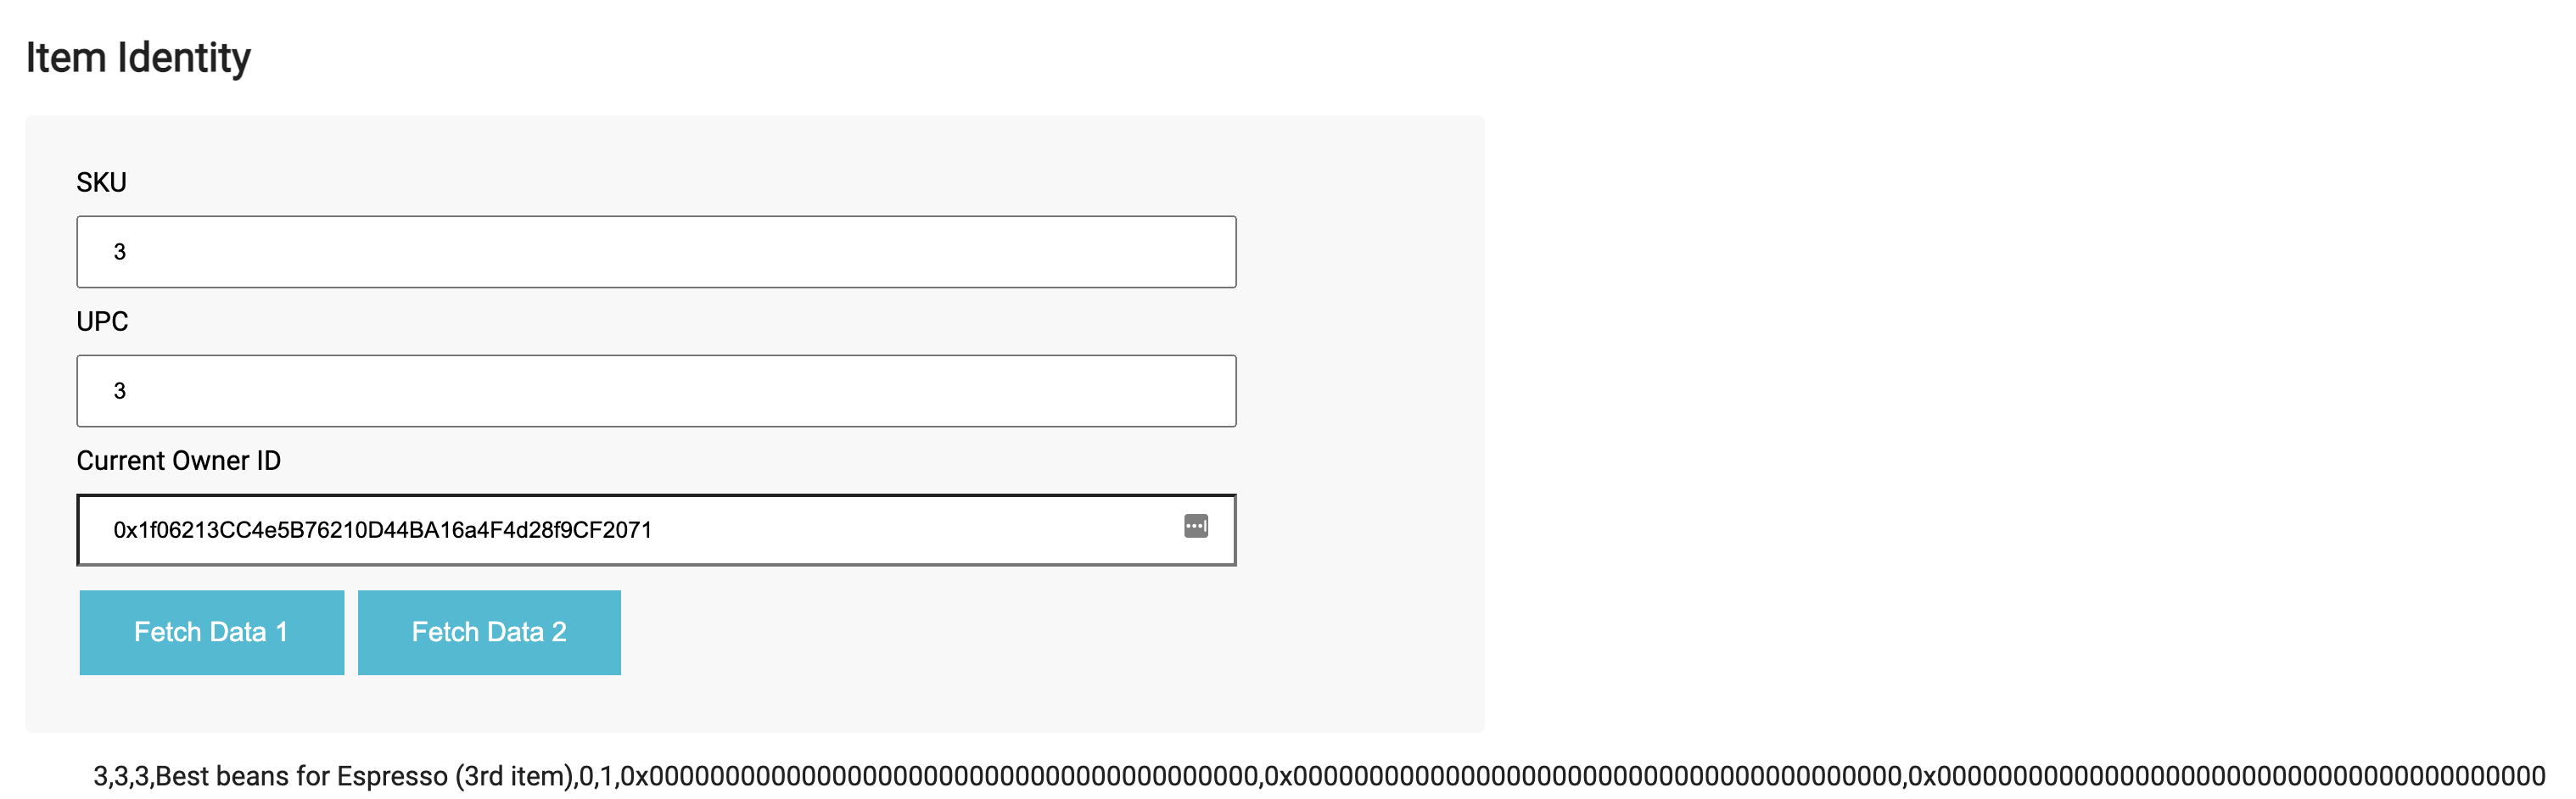 Item Identity
SKU
3
UPC
3
Current Owner ID
0x1f06213CC4e5B76210D44BA16a4F4d28f9CF2071
Fetch Data 1 Fetch Data 2
3,3,3,Best beans for Espresso (3rd item),0,1,0x0000000000000000000000000000000000000000,0x0000000000000000000000000000000000000000,0x0000000000000000000000000000000000000000